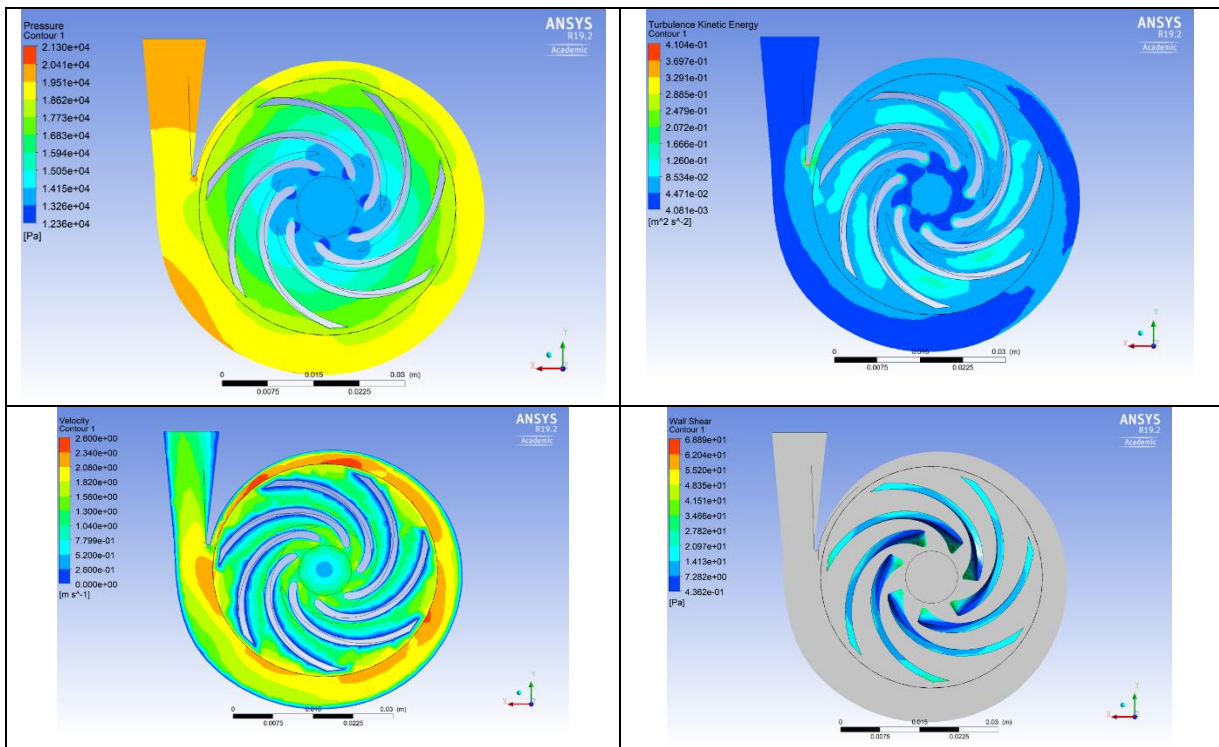 Pressure
Contour 1
2.130e+04
2.041e+04
1.951e+04
1.862e+04
1.773e+04
1.683e+04
1.594e+04
1.505e+04
1.415e+04
1.326e+04
1.236e+04
[Pa]
ANSYS
R19.2
Academic
0 0.015 0.03 (m)
0.0075 0.0225
Y
X
Z
Turbulence Kinetic Energy
Contour 1
4.104e-01
3.697e-01
3.291e-01
2.885e-01
2.479e-01
2.072e-01
1.666e-01
1.260e-01
8.534e-02
4.471e-02
4.081e-03
[m^2 s^-2]
ANSYS
R19.2
Academic
0 0.015 0.03 (m)
0.0075 0.0225
Y
X
Z
Velocity
Contour 1
2.600e+00
2.340e+00
2.080e+00
1.820e+00
1.560e+00
1.300e+00
1.040e+00
7.799e-01
5.200e-01
2.600e-01
0.000e+00
[m s^-1]
ANSYS
R19.2
Academic
0 0.015 0.03 (m)
0.0075 0.0225
Y
X
Wall Shear
Contour 1
6.889e+01
6.204e+01
5.520e+01
4.835e+01
4.151e+01
3.466e+01
2.782e+01
2.097e+01
1.413e+01
7.282e+00
4.362e-01
[Pa]
ANSYS
R19.2
Academic
0 0.015 0.03 (m)
0.0075 0.0225
Y
X